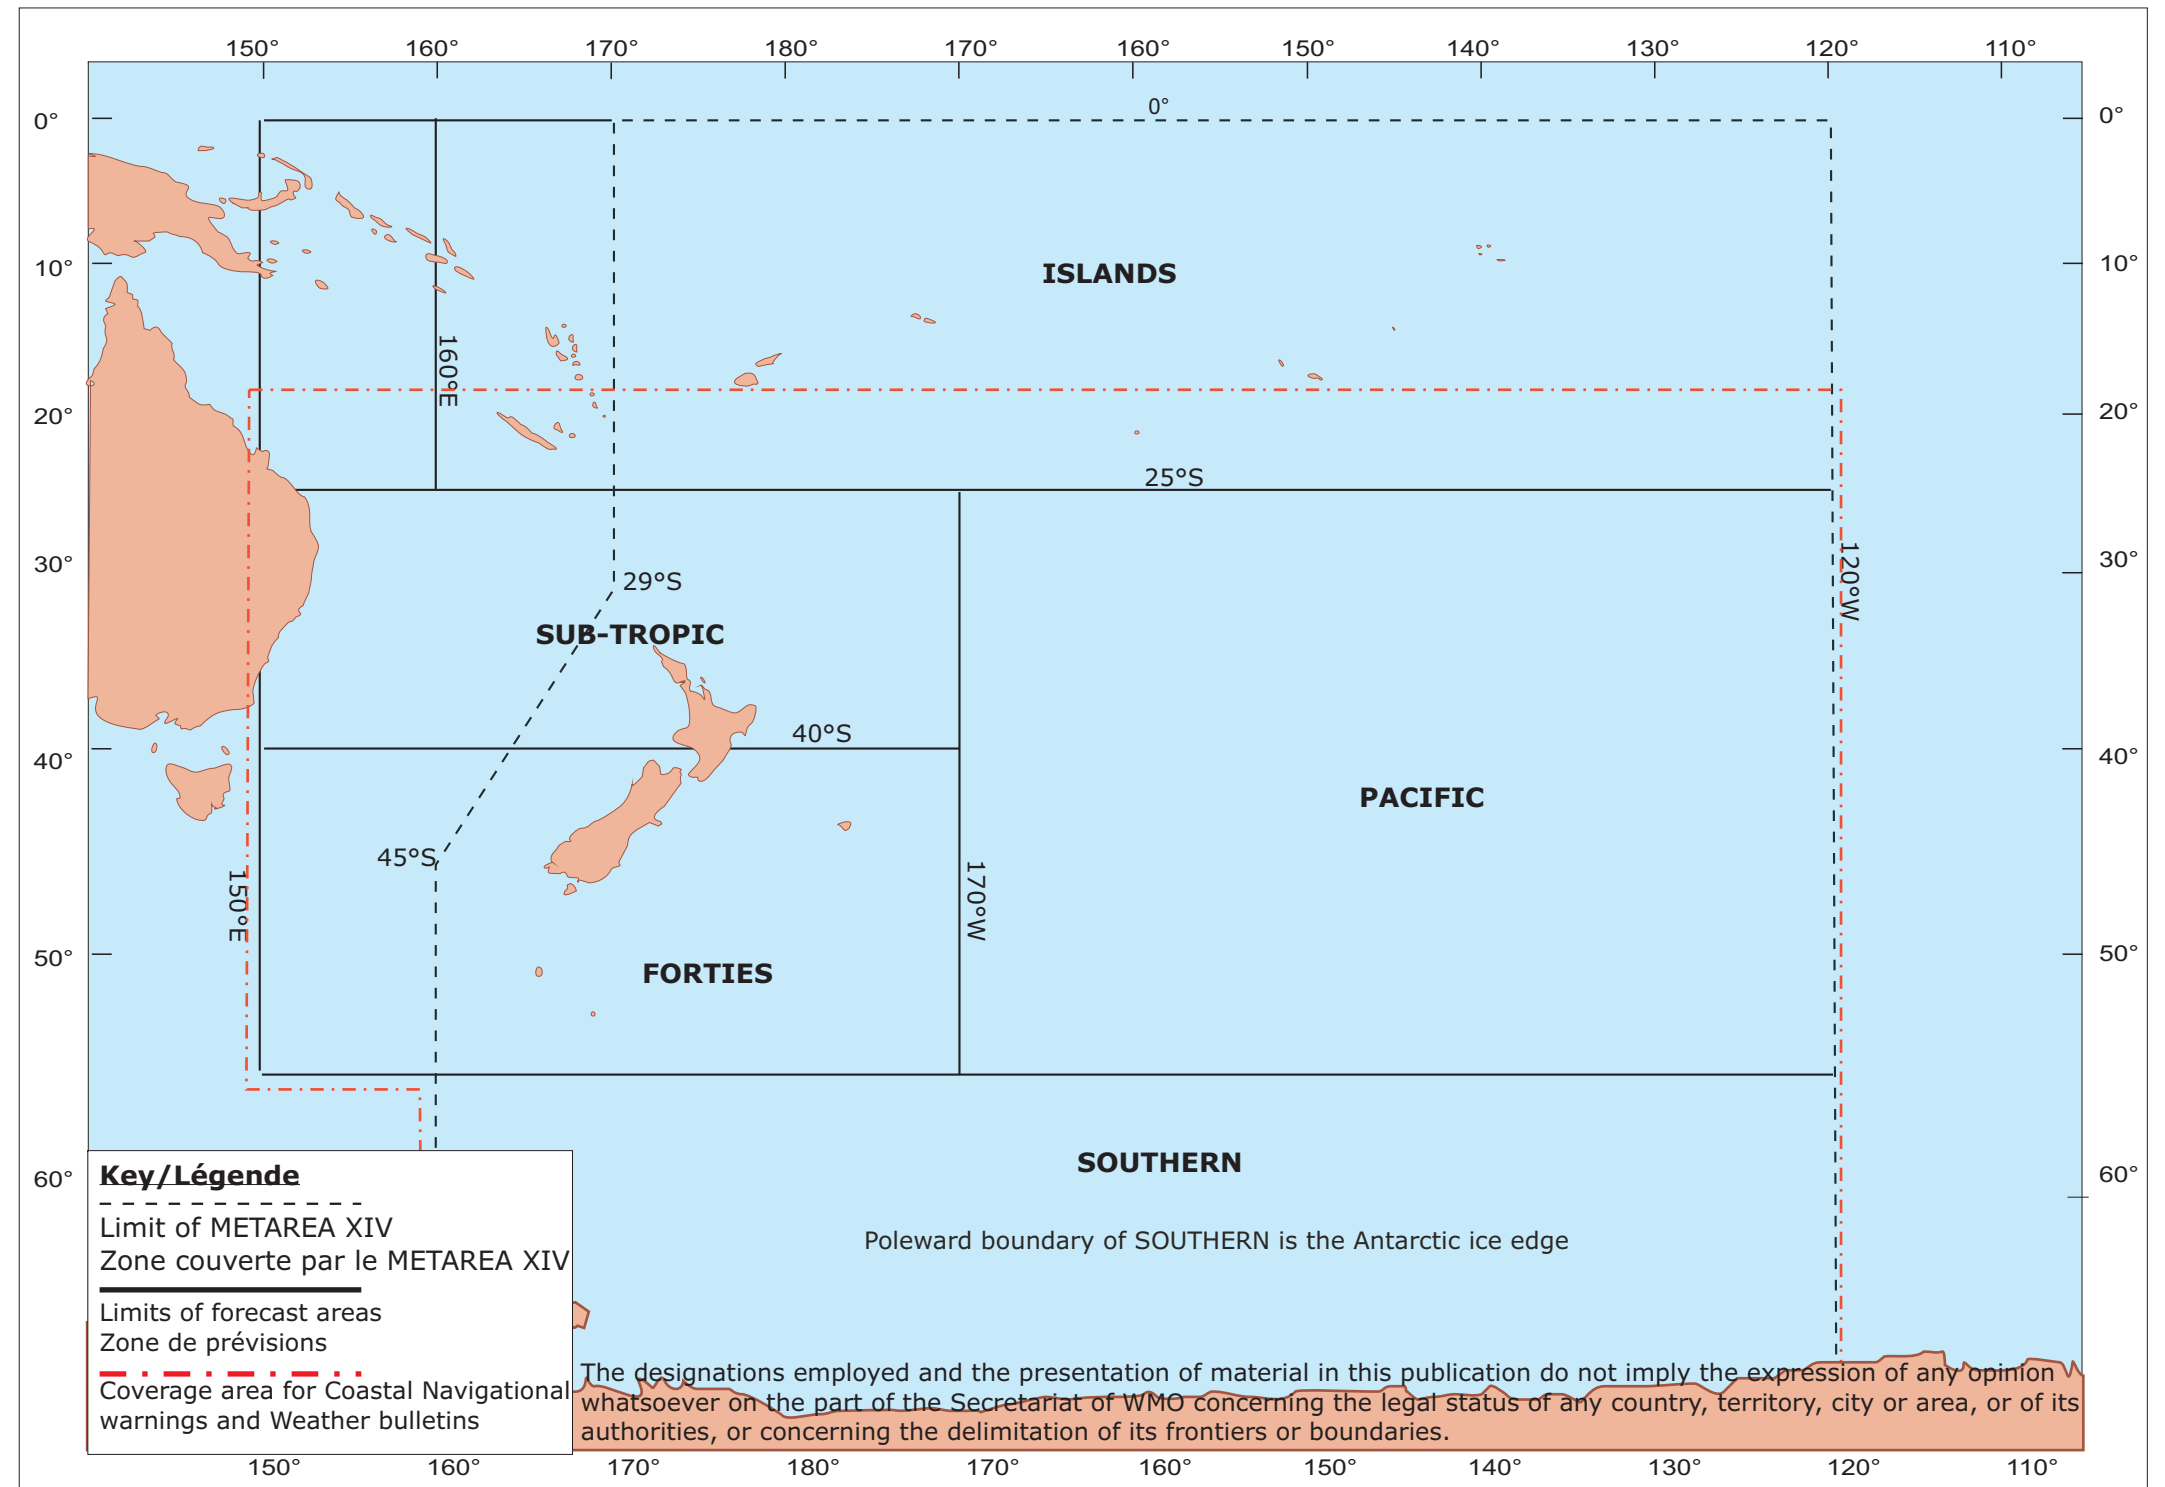 150° 160° 170° 180° 170° 160° 150° 140° 130° 120° 110°
0°
0° 0°
10° 10°
ISLANDS
160°E
20° 20°
25°S
30° 30°
29°S
120°W
SUB-TROPIC
40°S
40° 40°
PACIFIC
45°S
150°E
170°W
50° 50°
FORTIES
60° 60°
SOUTHERN
Poleward boundary of SOUTHERN is the Antarctic ice edge
Key/Légende
Limit of METAREA XIV
Zone couverte par le METAREA XIV
Limits of forecast areas
Zone de prévisions
Coverage area for Coastal Navigational
warnings and Weather bulletins
The designations employed and the presentation of material in this publication do not imply the expression of any opinion
whatsoever on the part of the Secretariat of WMO concerning the legal status of any country, territory, city or area, or of its
authorities, or concerning the delimitation of its frontiers or boundaries.
150° 160° 170° 180° 170° 160° 150° 140° 130° 120° 110°